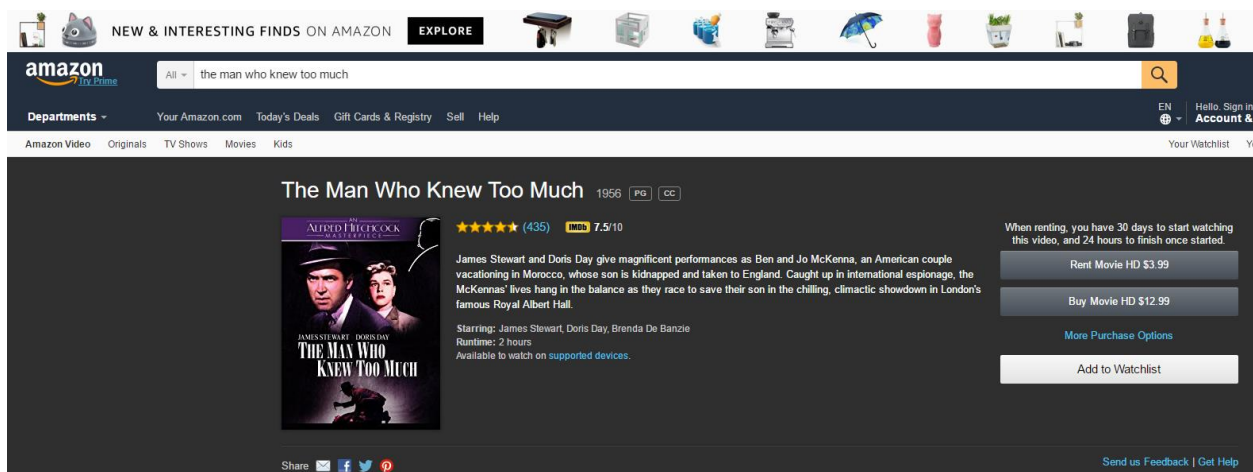 NEW & INTERESTING FINDS ON AMAZON EXPLORE
amazon
Try Prime
All the man who knew too much
Departments Your Amazon.com Today's Deals Gift Cards & Registry Sell Help
EN Hello. Sign in
Account &
Amazon Video Originals TV Shows Movies Kids Your Watchlist Y
The Man Who Knew Too Much 1956 PG CC
AN
ALFRED HITCHCOCK
MASTERPIECE
JAMES STEWART DORIS DAY
THE MAN WHO
KNEW TOO MUCH
(435) IMDb 7.5/10
James Stewart and Doris Day give magnificent performances as Ben and Jo McKenna, an American couple
vacationing in Morocco, whose son is kidnapped and taken to England. Caught up in international espionage, the
McKennas' lives hang in the balance as they race to save their son in the chilling, climactic showdown in London's
famous Royal Albert Hall.
Starring: James Stewart, Doris Day, Brenda De Banzie
Runtime: 2 hours
Available to watch on supported devices.
When renting, you have 30 days to start watching
this video, and 24 hours to finish once started.
Rent Movie HD $3.99
Buy Movie HD $12.99
More Purchase Options
Add to Watchlist
Share
Send us Feedback | Get Help